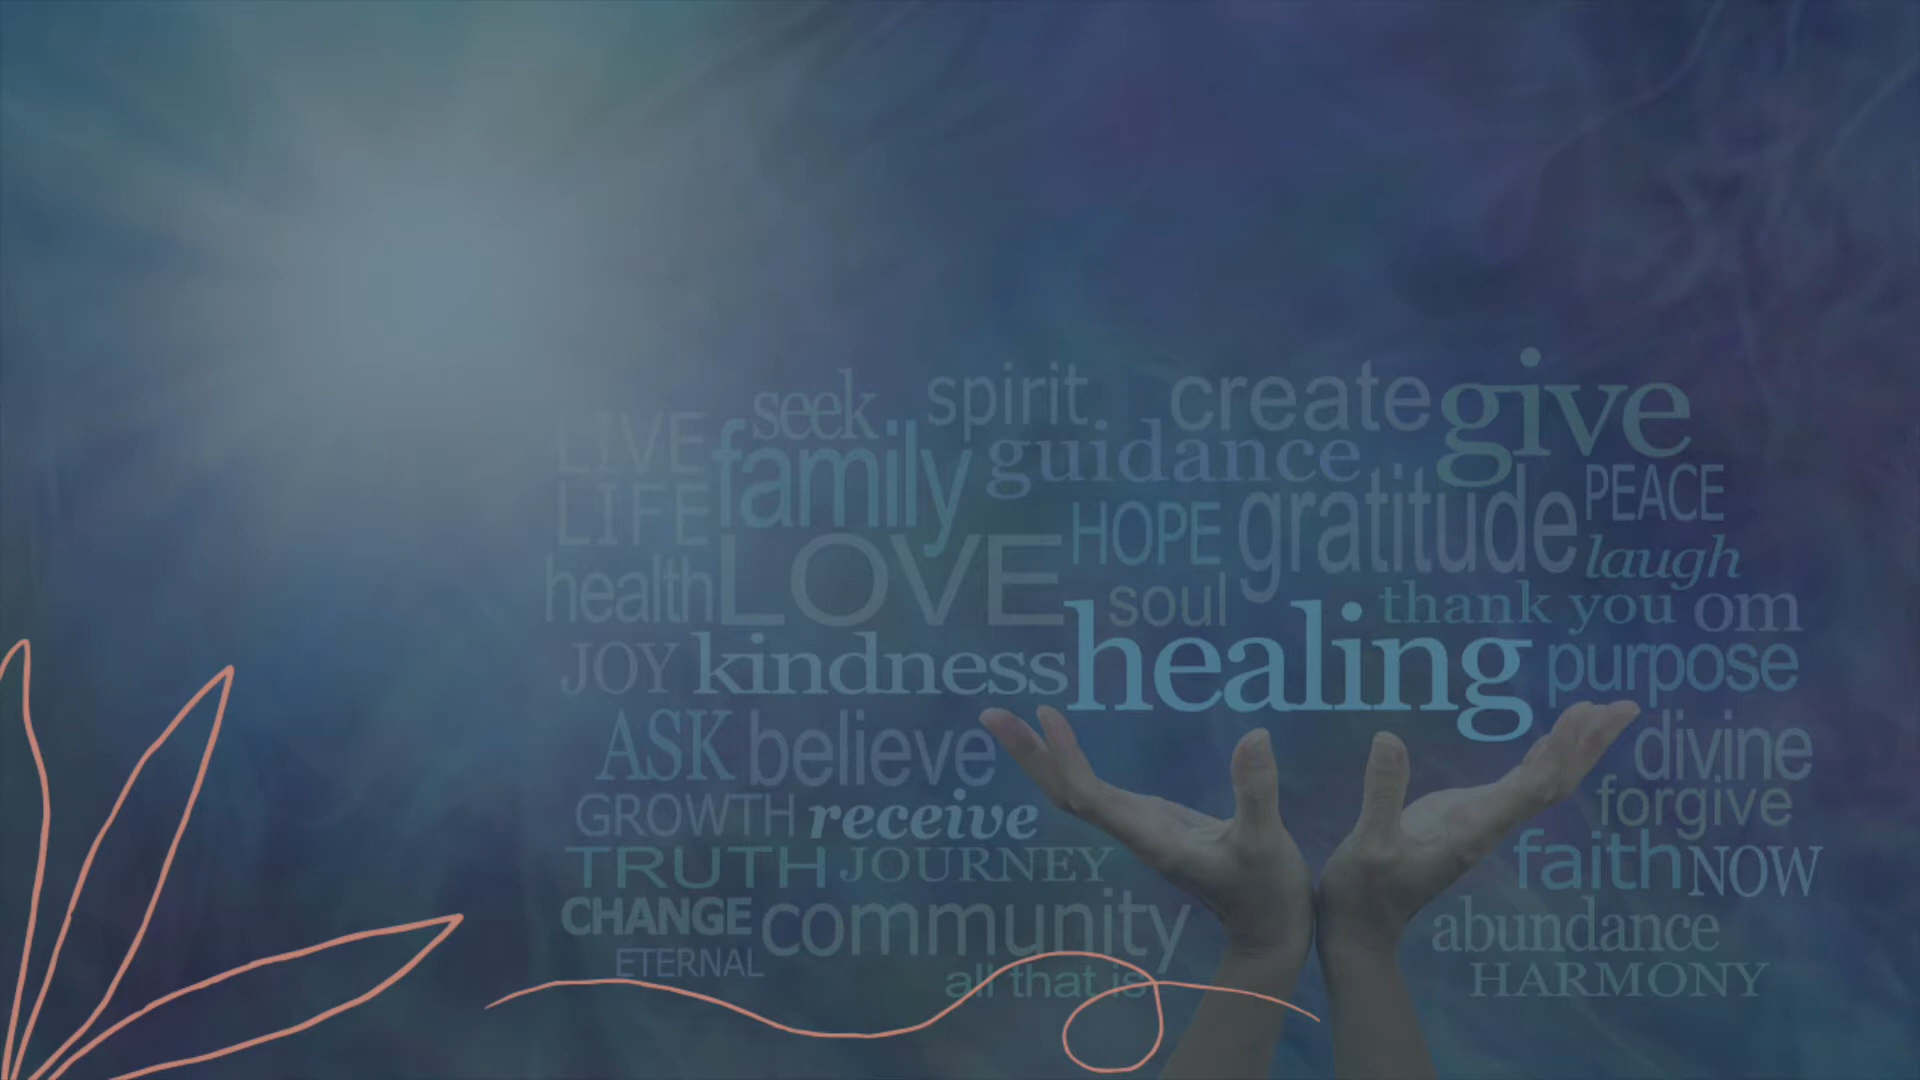 seek spirit create give
LIVE family guidance
LIFE HOPE gratitude PEACE
health LOVE soul laugh
thank you om
JOY kindness healing purpose
ASK believe divine
GROWTH receive forgive
TRUTH JOURNEY faith NOW
CHANGE community abundance
ETERNAL all that is HARMONY